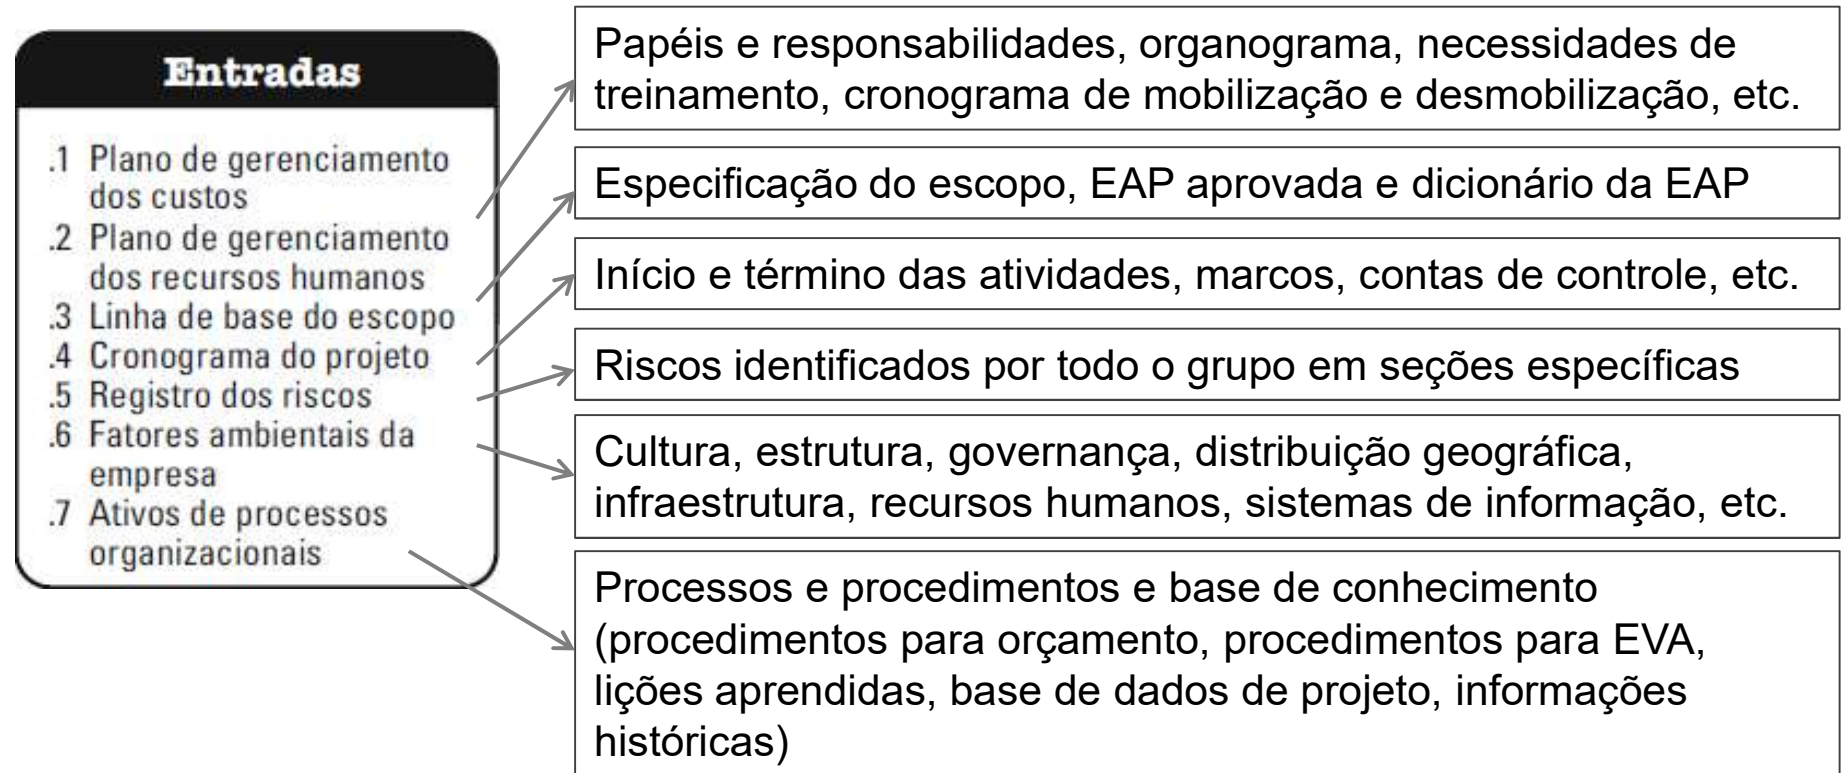 Entradas
.1 Plano de gerenciamento
dos custos
.2 Plano de gerenciamento
dos recursos humanos
.3 Linha de base do escopo
.4 Cronograma do projeto
.5 Registro dos riscos
.6 Fatores ambientais da
empresa
.7 Ativos de processos
organizacionais
Papéis e responsabilidades, organograma, necessidades de
treinamento, cronograma de mobilização e desmobilização, etc.
Especificação do escopo, EAP aprovada e dicionário da EAP
Início e término das atividades, marcos, contas de controle, etc.
Riscos identificados por todo o grupo em seções específicas
Cultura, estrutura, governança, distribuição geográfica,
infraestrutura, recursos humanos, sistemas de informação, etc.
Processos e procedimentos e base de conhecimento
(procedimentos para orçamento, procedimentos para EVA,
lições aprendidas, base de dados de projeto, informações
históricas)